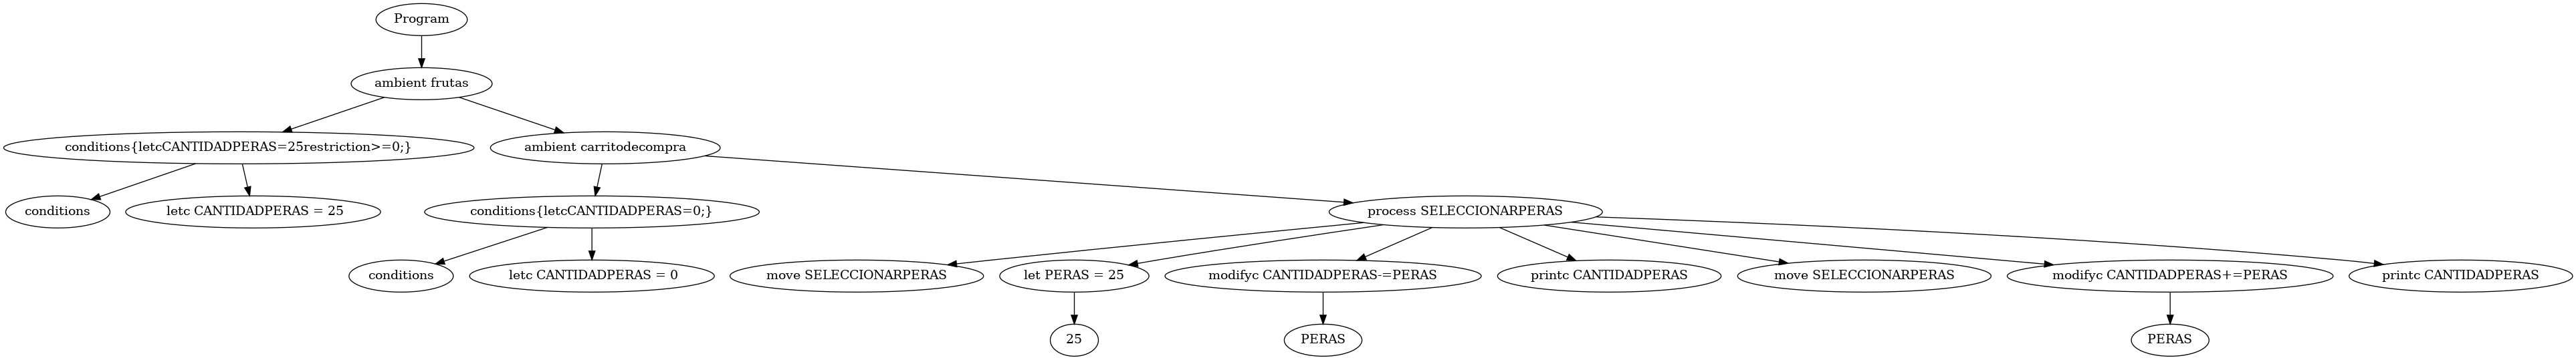 Program
ambient frutas
conditions{letcCANTIDADPERAS=25restriction>=0;}
ambient carritodecompra
conditions
letc CANTIDADPERAS = 25
conditions{letcCANTIDADPERAS=0;}
process SELECCIONARPERAS
conditions
letc CANTIDADPERAS = 0
move SELECCIONARPERAS
let PERAS = 25
modifyc CANTIDADPERAS-=PERAS
printc CANTIDADPERAS
move SELECCIONARPERAS
modifyc CANTIDADPERAS+=PERAS
printc CANTIDADPERAS
25
PERAS
PERAS